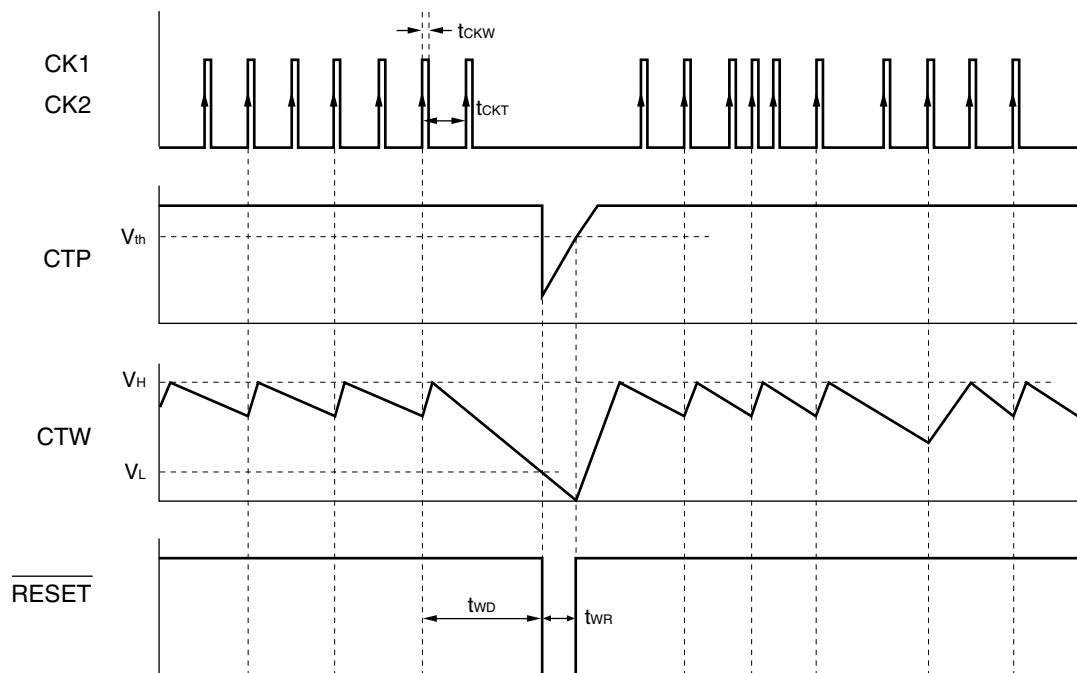 tCKW
CK1
CK2
tCKT
Vth
CTP
VH
CTW
VL
RESET
tWD
tWR